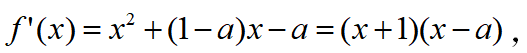 f'(x) = x² + (1−a)x − a = (x+1)(x−a) ,